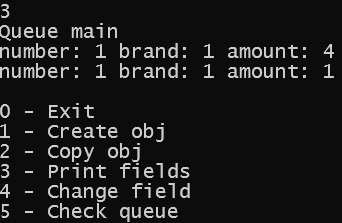 3
Queue main
number: 1 brand: 1 amount: 4
number: 1 brand: 1 amount: 1
0 - Exit
1 - Create obj
2 - Copy obj
3 - Print fields
4 - Change field
5 - Check queue